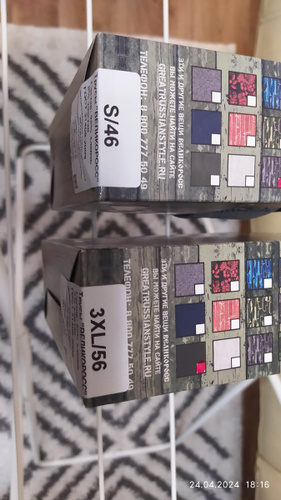 S/46
ЭТИ И ДРУГИЕ ВЕЩИ ВЕЛИКОРОСС
ВЫ МОЖЕТЕ НАЙТИ НА САЙТЕ
GREATRUSSIANSTYLE.RU
ТЕЛЕФОН: 8 800 777 50 49
3XL/56
ЭТИ И ДРУГИЕ ВЕЩИ ВЕЛИКОРОСС
ВЫ МОЖЕТЕ НАЙТИ НА САЙТЕ
GREATRUSSIANSTYLE.RU
ТЕЛЕФОН: 8 800 777 50 49
24.04.2024 18:16